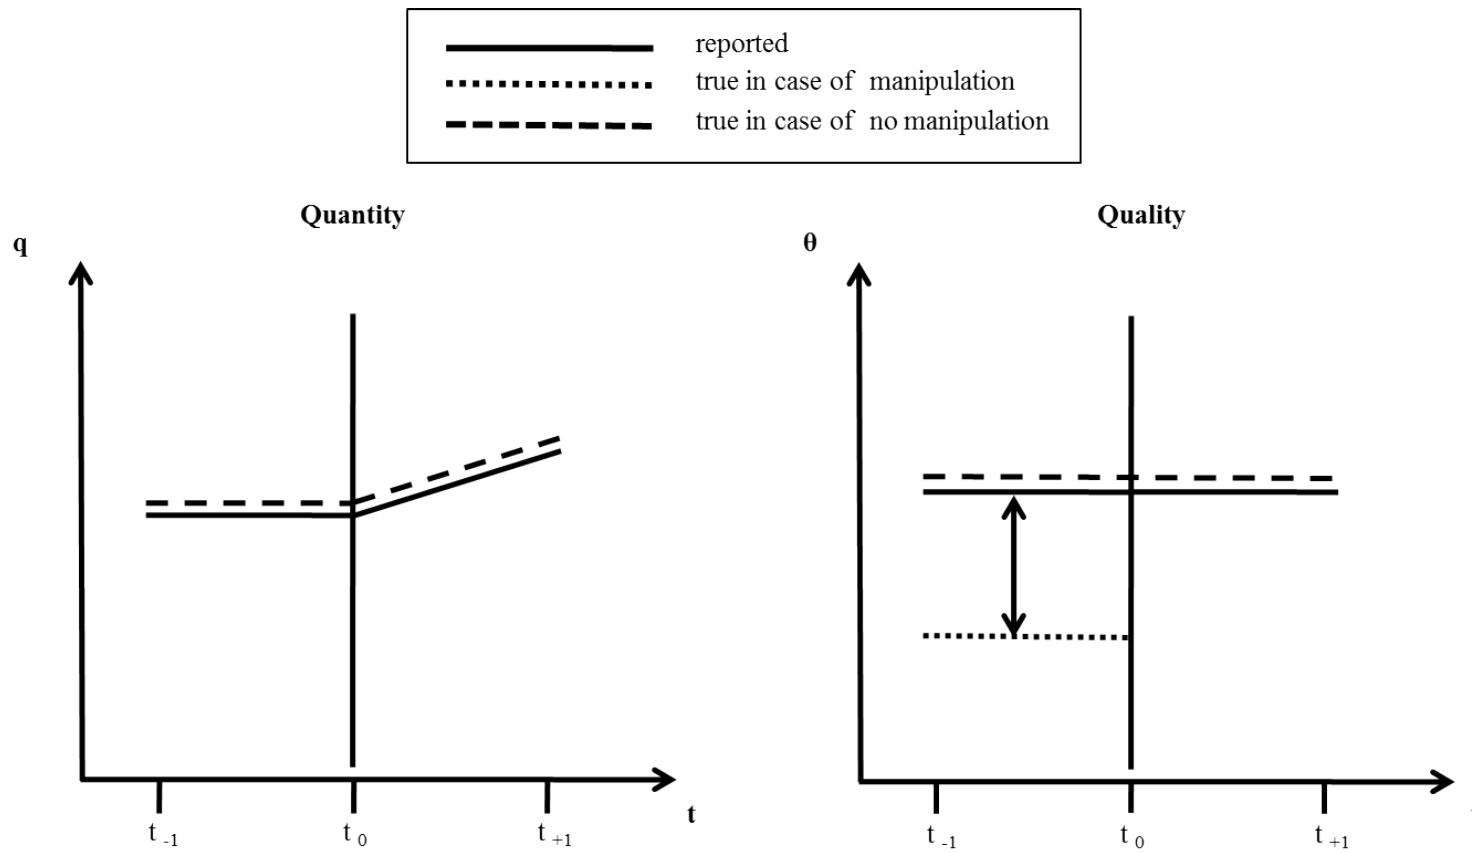 reported
true in case of manipulation
true in case of no manipulation
Quantity
Quality
q
θ
t
t -1
t 0
t +1
t -1
t 0
t +1